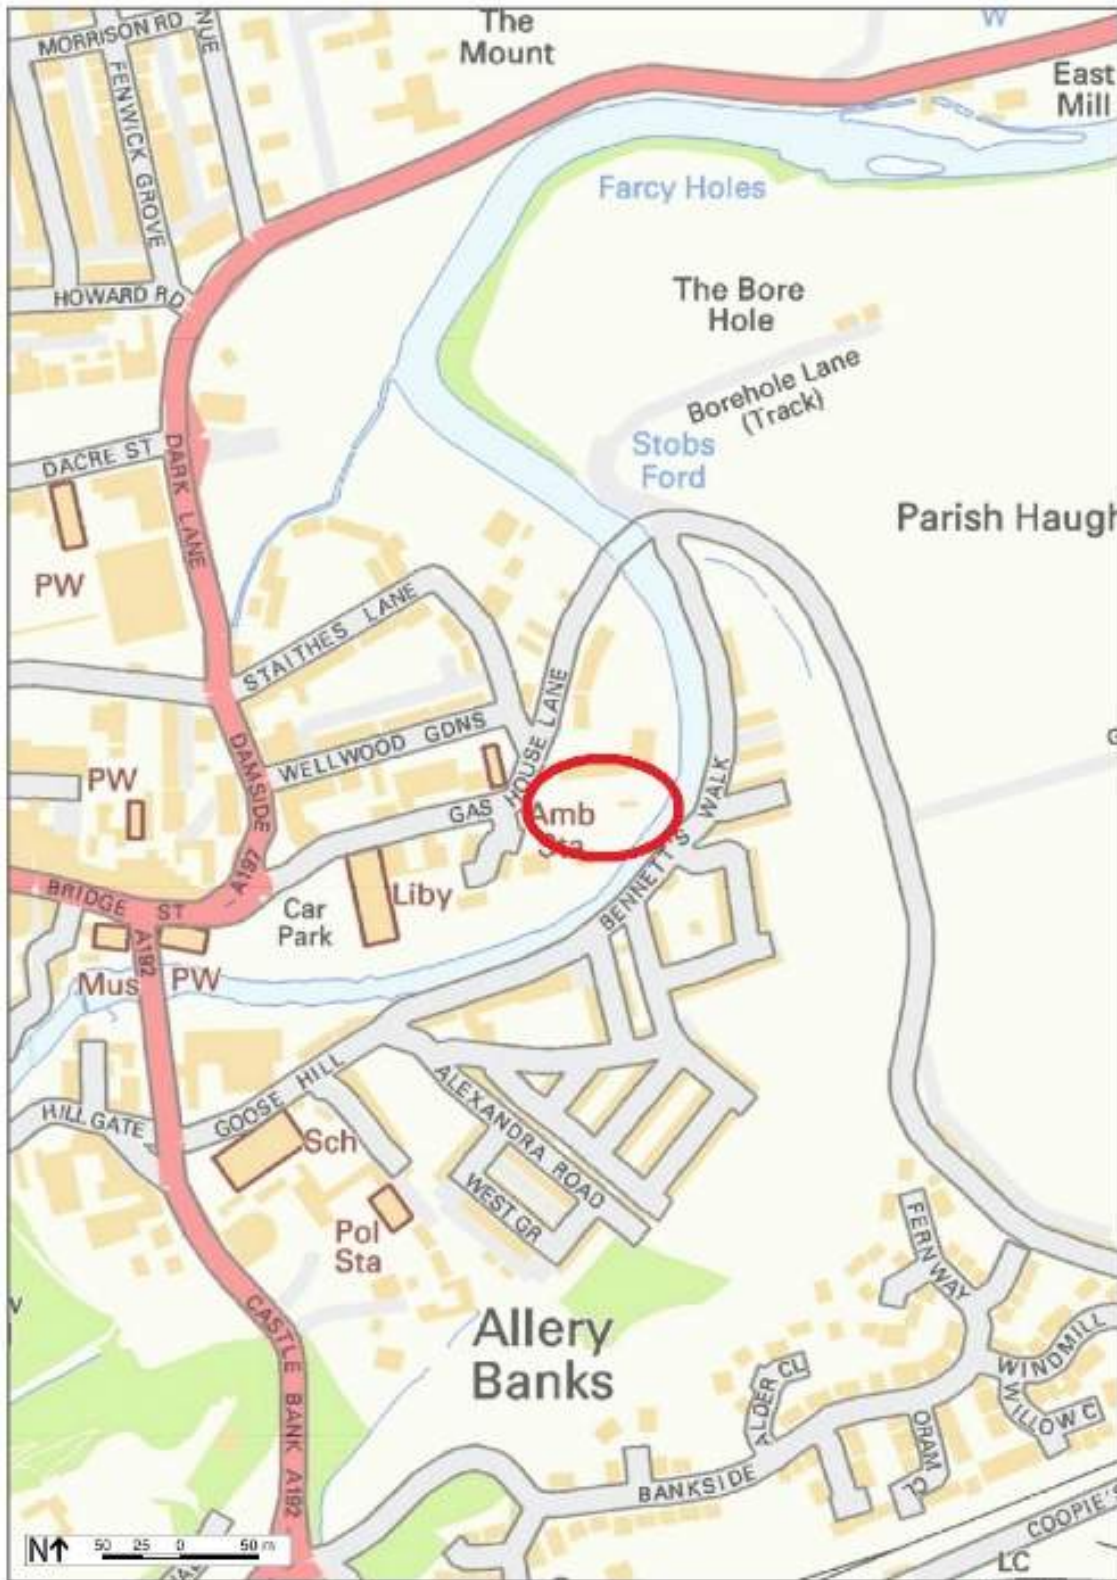 The
Mount
W
MORRISON RD
NUE
FENWICK GROVE
East
Mill
Farcy Holes
The Bore
Hole
HOWARD RD
Borehole Lane
(Track)
Stobs
Ford
DACRE ST
DARK LANE
Parish Haugh
PW
STAITHES LANE
WELLWOOD GDNS
DAMSIDE
GAS HOUSE LANE
Amb
Sta
BENNETT'S WALK
PW
A197
BRIDGE ST
Liby
Car
Park
A192
Mus
PW
GOOSE HILL
HILLGATE
Sch
ALEXANDRA ROAD
WEST GR
Pol
Sta
FERN WAY
CASTLE BANK A192
Allery
Banks
WINDMILL
WILLOW C
ALDER CL
ORAM CL
BANKSIDE
COOPIE'S
LC
N
50 25 0 50 m